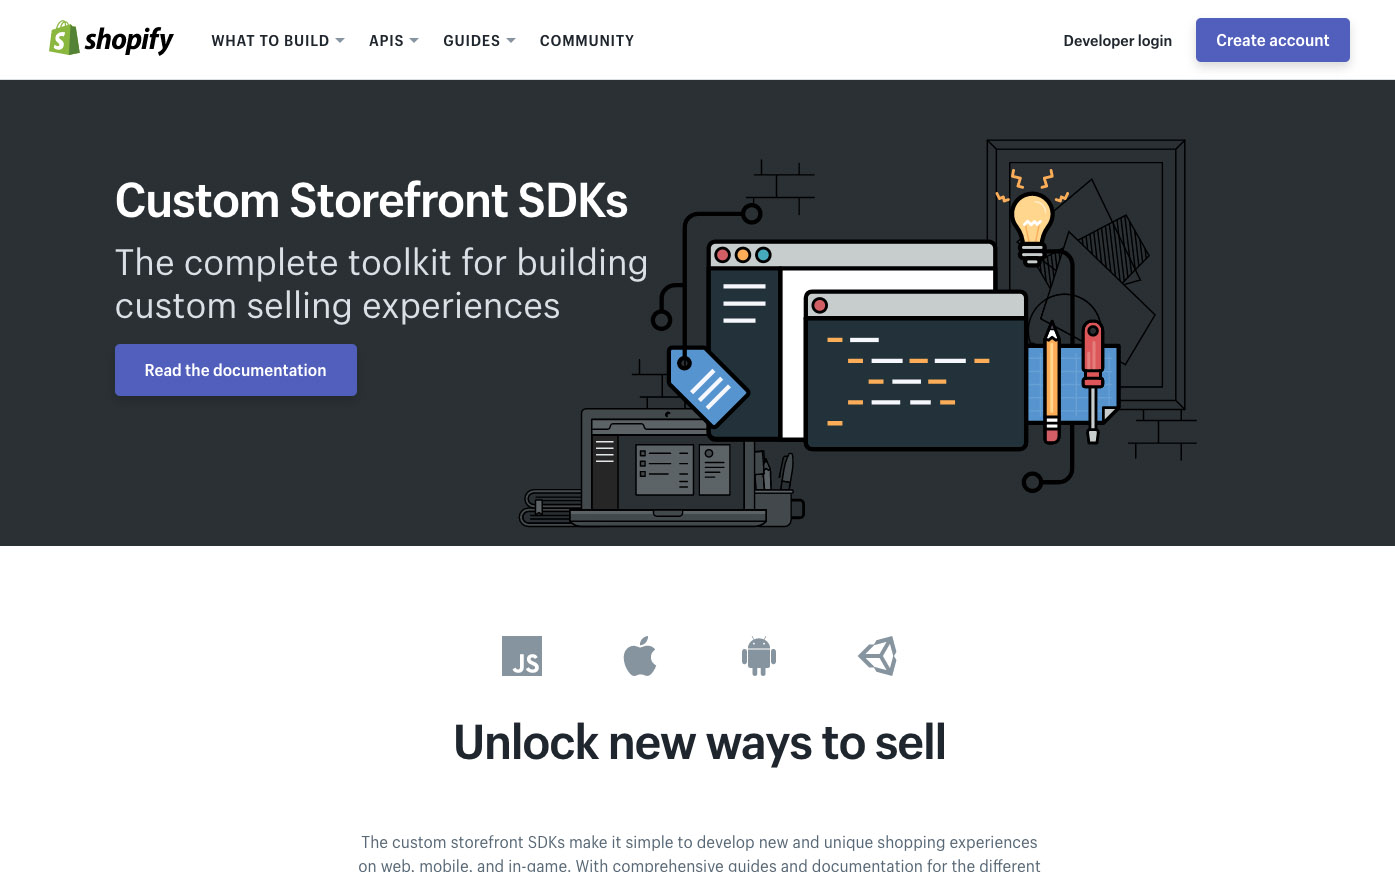 shopify
WHAT TO BUILD
APIS
GUIDES
COMMUNITY
Developer login
Create account
Custom Storefront SDKs
The complete toolkit for building
custom selling experiences
Read the documentation
JS
Unlock new ways to sell
The custom storefront SDKs make it simple to develop new and unique shopping experiences
on web, mobile, and in-game. With comprehensive guides and documentation for the different